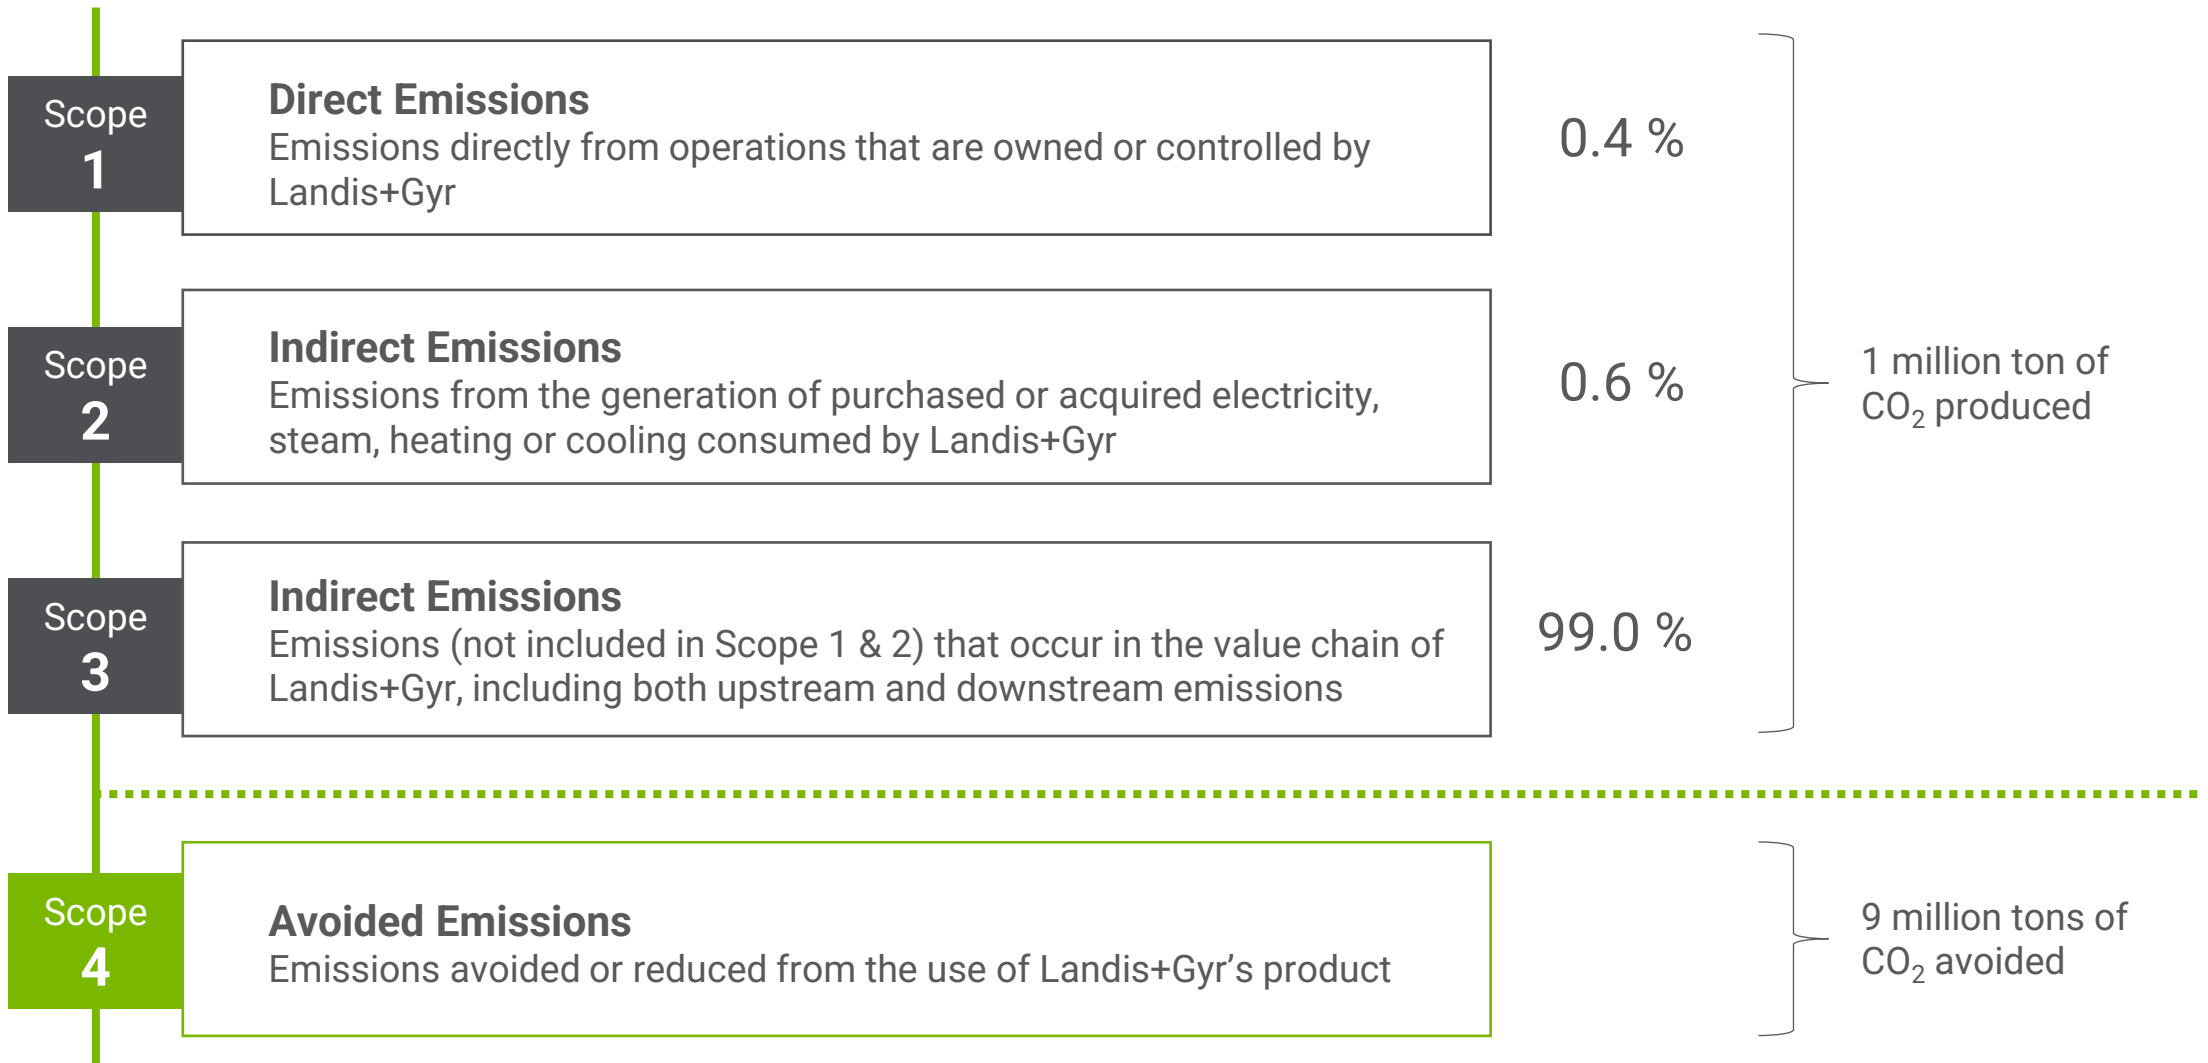 Scope
1
Direct Emissions
Emissions directly from operations that are owned or controlled by
Landis+Gyr
0.4 %
Scope
2
Indirect Emissions
Emissions from the generation of purchased or acquired electricity,
steam, heating or cooling consumed by Landis+Gyr
0.6 %
1 million ton of
CO₂ produced
Scope
3
Indirect Emissions
Emissions (not included in Scope 1 & 2) that occur in the value chain of
Landis+Gyr, including both upstream and downstream emissions
99.0 %
Scope
4
Avoided Emissions
Emissions avoided or reduced from the use of Landis+Gyr’s product
9 million tons of
CO₂ avoided